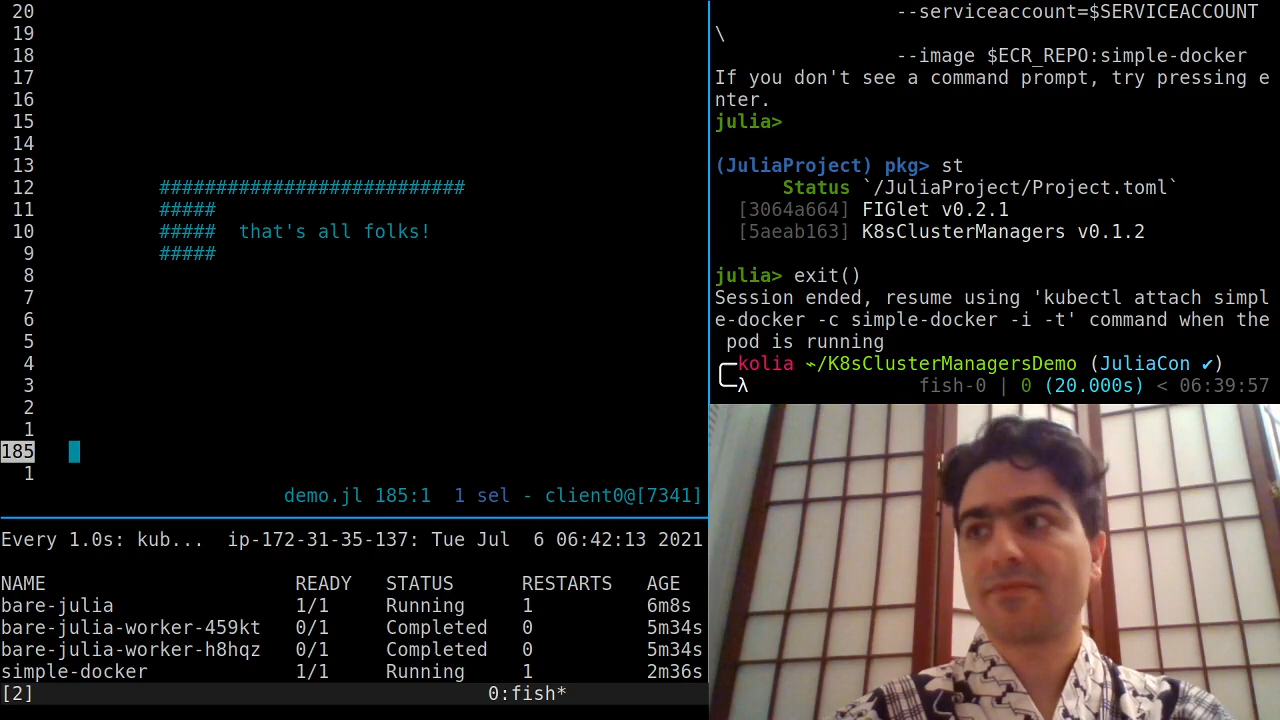 20
19
18
17
16
15
14
13
12 ###########################
11 #####
10 ##### that's all folks!
9 #####
8
7
6
5
4
3
2
1
185
1
demo.jl 185:1 1 sel - client0@[7341]
Every 1.0s: kub... ip-172-31-35-137: Tue Jul 6 06:42:13 2021
NAME READY STATUS RESTARTS AGE
bare-julia 1/1 Running 1 6m8s
bare-julia-worker-459kt 0/1 Completed 0 5m34s
bare-julia-worker-h8hqz 0/1 Completed 0 5m34s
simple-docker 1/1 Running 1 2m36s
[2] 0:fish*
--serviceaccount=$SERVICEACCOUNT
\
--image $ECR_REPO:simple-docker
If you don't see a command prompt, try pressing e
nter.
julia>
(JuliaProject) pkg> st
Status `/JuliaProject/Project.toml`
[3064a664] FIGlet v0.2.1
[5aeab163] K8sClusterManagers v0.1.2
julia> exit()
Session ended, resume using 'kubectl attach simpl
e-docker -c simple-docker -i -t' command when the
pod is running
kolia ~/K8sClusterManagersDemo (JuliaCon ✔)
λ fish-0 | 0 (20.000s) < 06:39:57